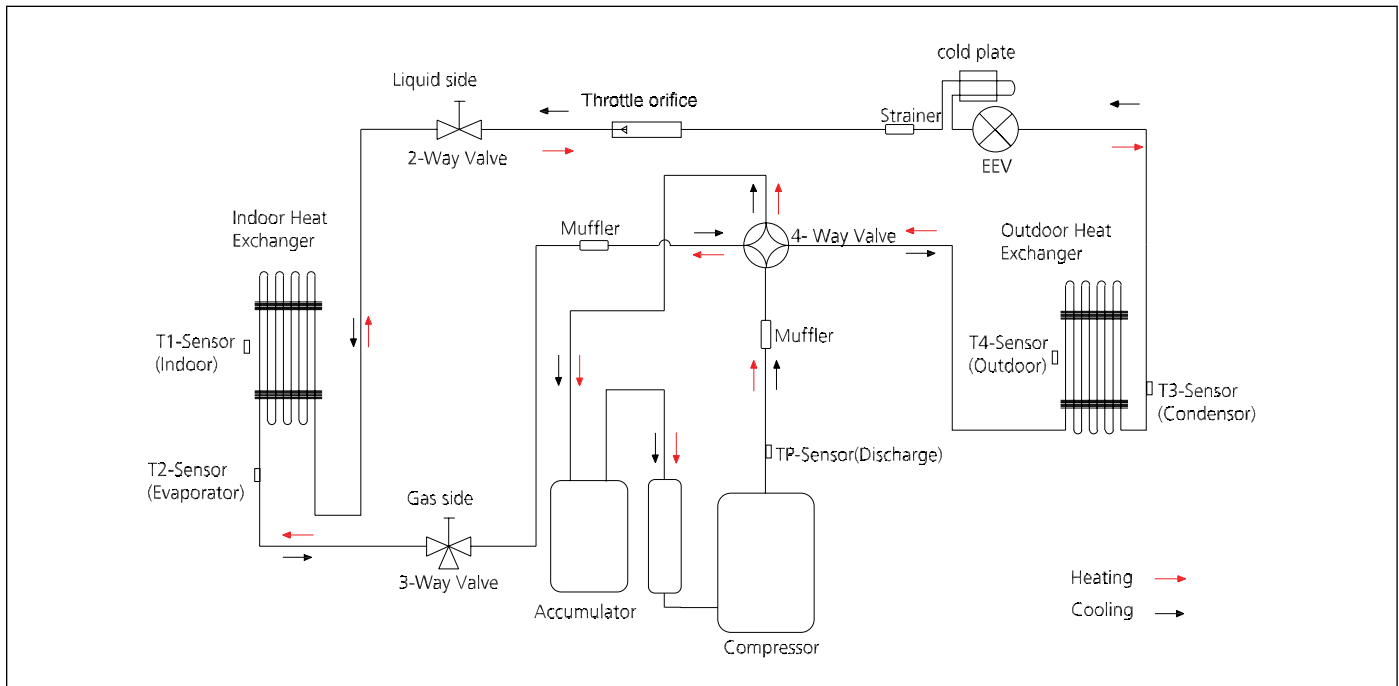 cold plate
Liquid side
Throttle orifice
Strainer
2-Way Valve
EEV
Indoor Heat
Exchanger
Muffler
4- Way Valve
Outdoor Heat
Exchanger
T1-Sensor
(Indoor)
Muffler
T4-Sensor
(Outdoor)
T3-Sensor
(Condensor)
T2-Sensor
(Evaporator)
TP-Sensor(Discharge)
Gas side
3-Way Valve
Heating
Accumulator
Cooling
Compressor